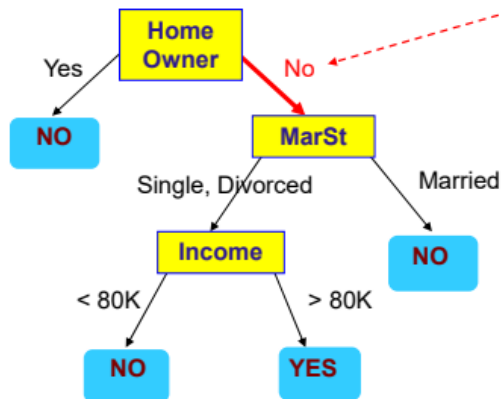 Home
Owner
Yes
No
NO
MarSt
Single, Divorced
Married
Income
NO
< 80K
> 80K
NO
YES